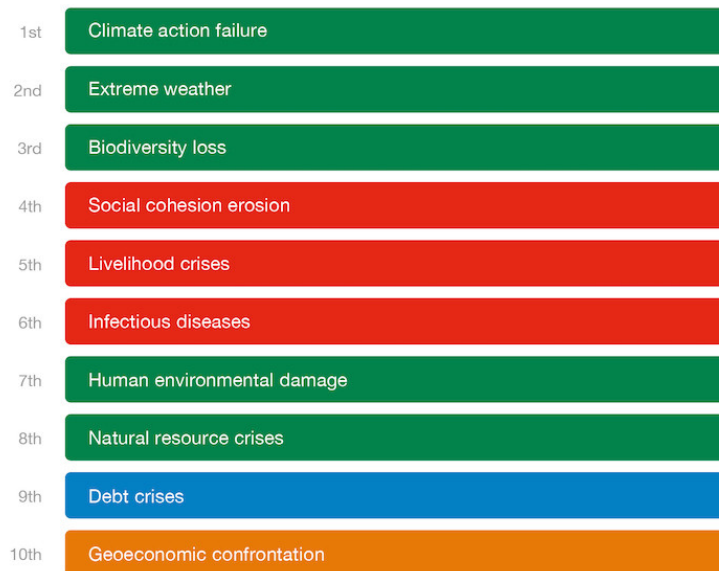 1st Climate action failure
2nd Extreme weather
3rd Biodiversity loss
4th Social cohesion erosion
5th Livelihood crises
6th Infectious diseases
7th Human environmental damage
8th Natural resource crises
9th Debt crises
10th Geoeconomic confrontation